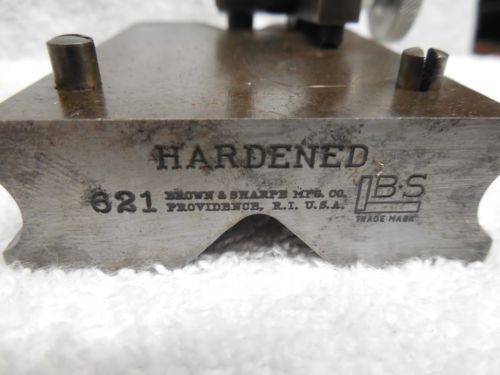 HARDENED
621 BROWN & SHARPE MFG. CO.
PROVIDENCE, R.I. U.S.A.
B·S
TRADE MARK